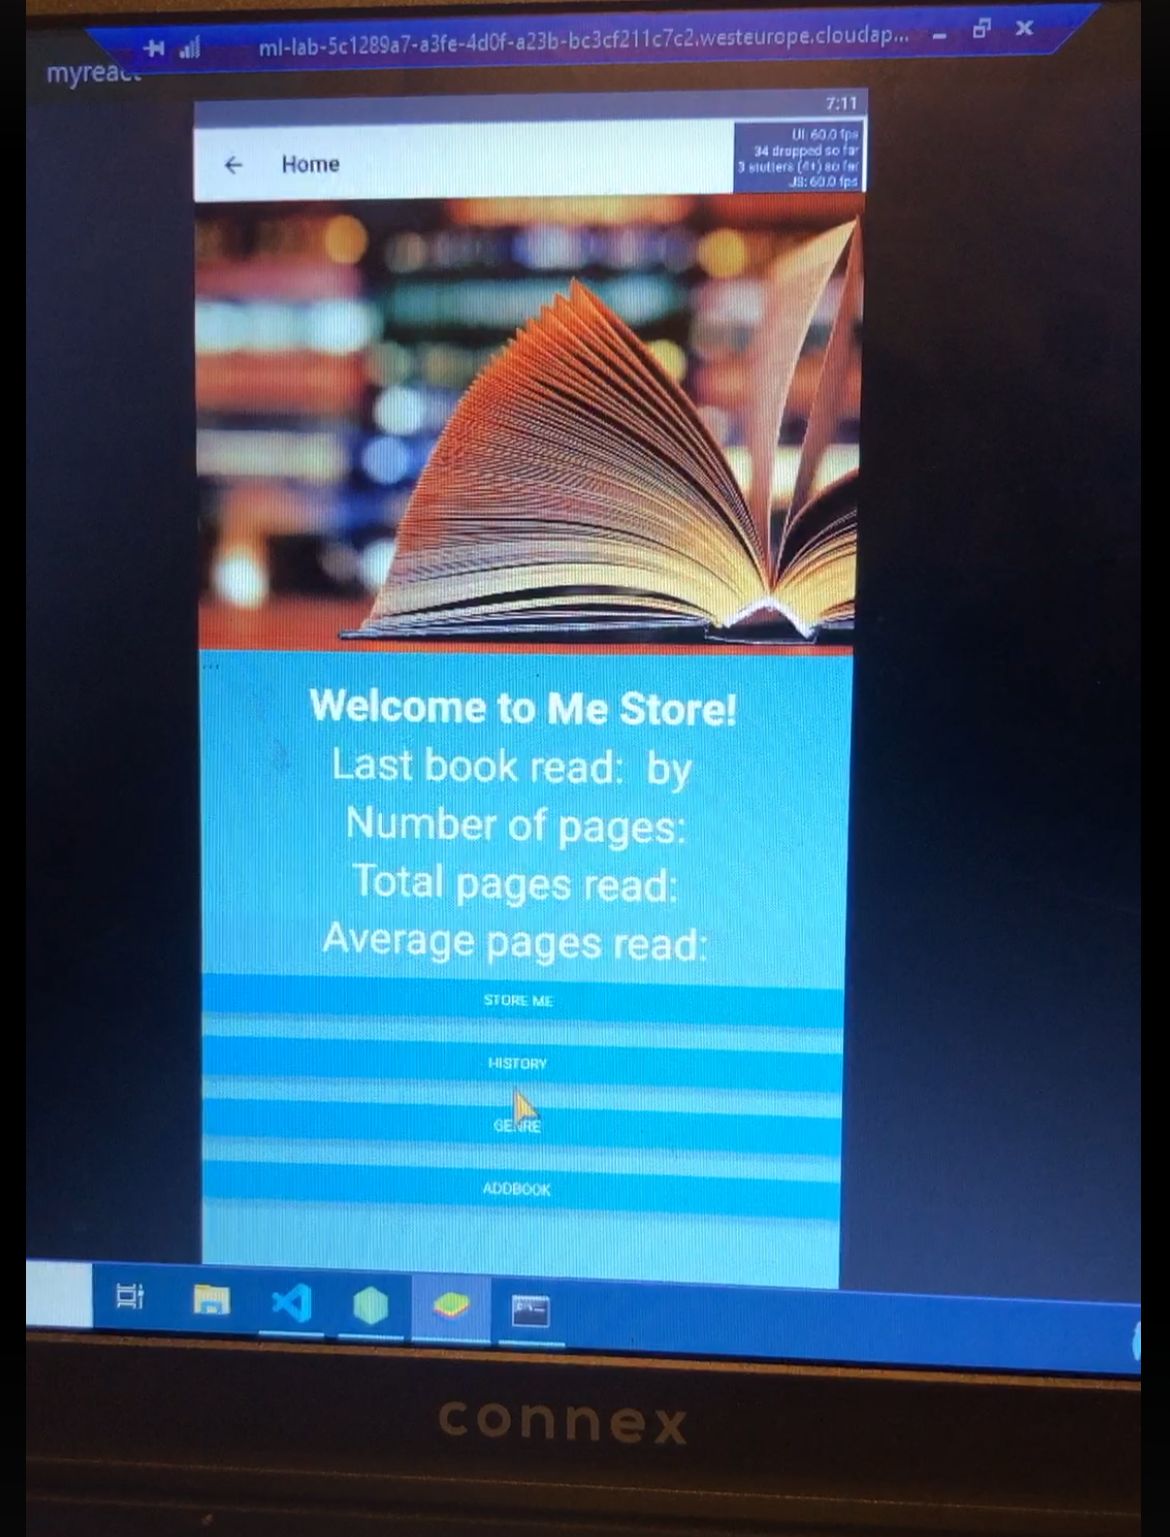 ml-lab-5c1289a7-a3fe-4d0f-a23b-bc3cf211c7c2.westeurope.cloudap...
myreact
7:11
Home
UI: 60.0 fps
34 dropped so far
3 stutters (4+) so far
JS: 60.0 fps
...
Welcome to Me Store!
Last book read: by
Number of pages:
Total pages read:
Average pages read:
STORE ME
HISTORY
GENRE
ADDBOOK
connex